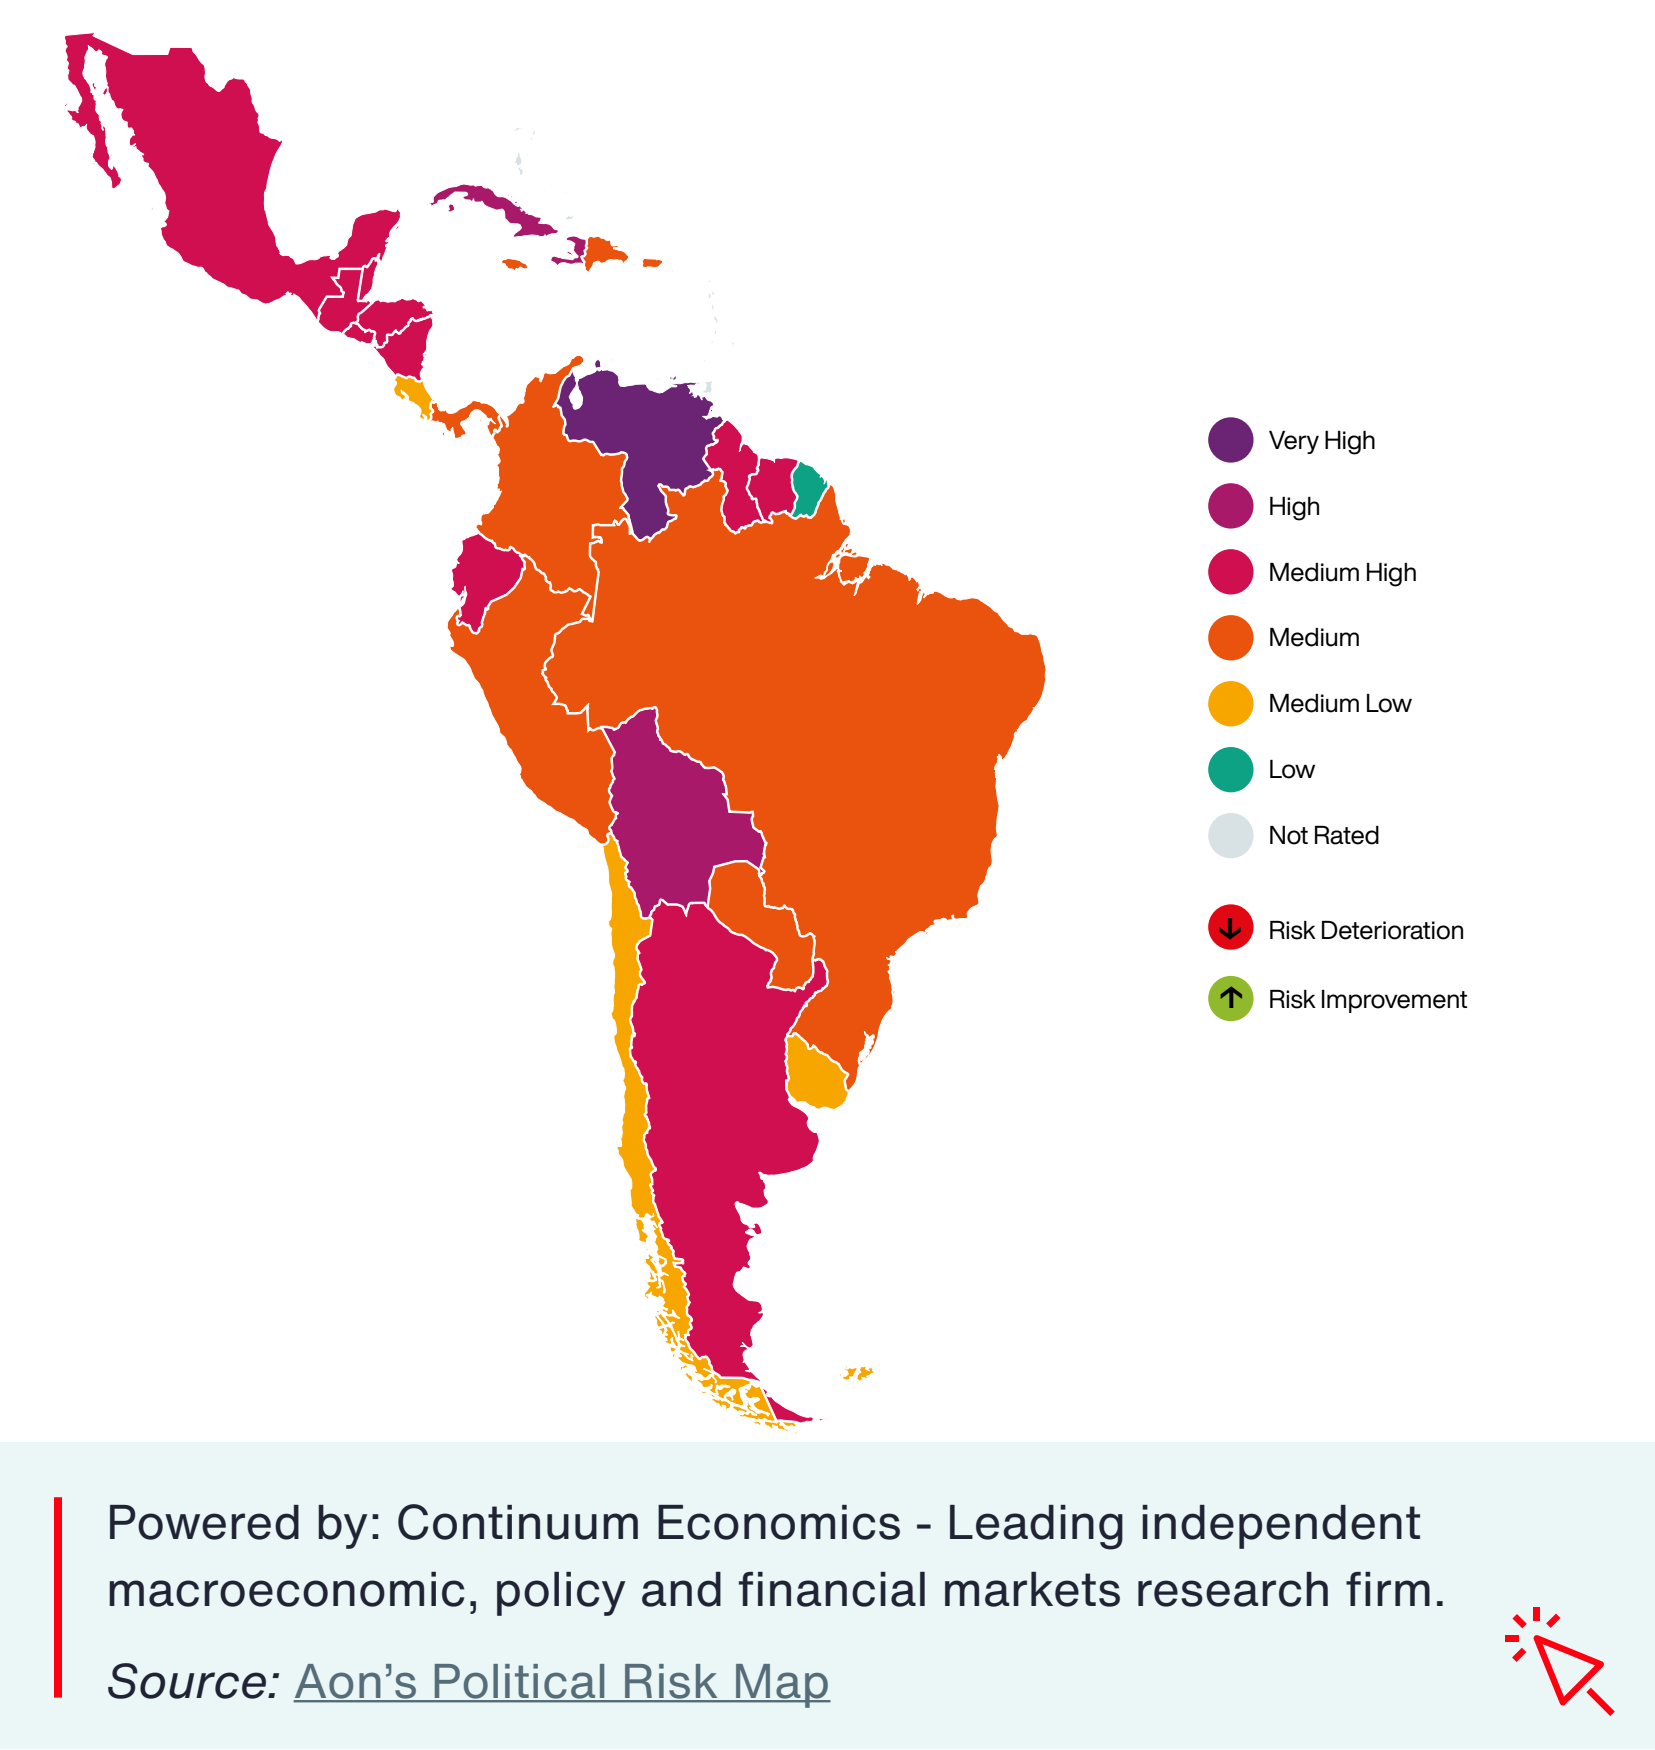 Very High
High
Medium High
Medium
Medium Low
Low
Not Rated
Risk Deterioration
Risk Improvement
Powered by: Continuum Economics - Leading independent
macroeconomic, policy and financial markets research firm.
Source: Aon’s Political Risk Map